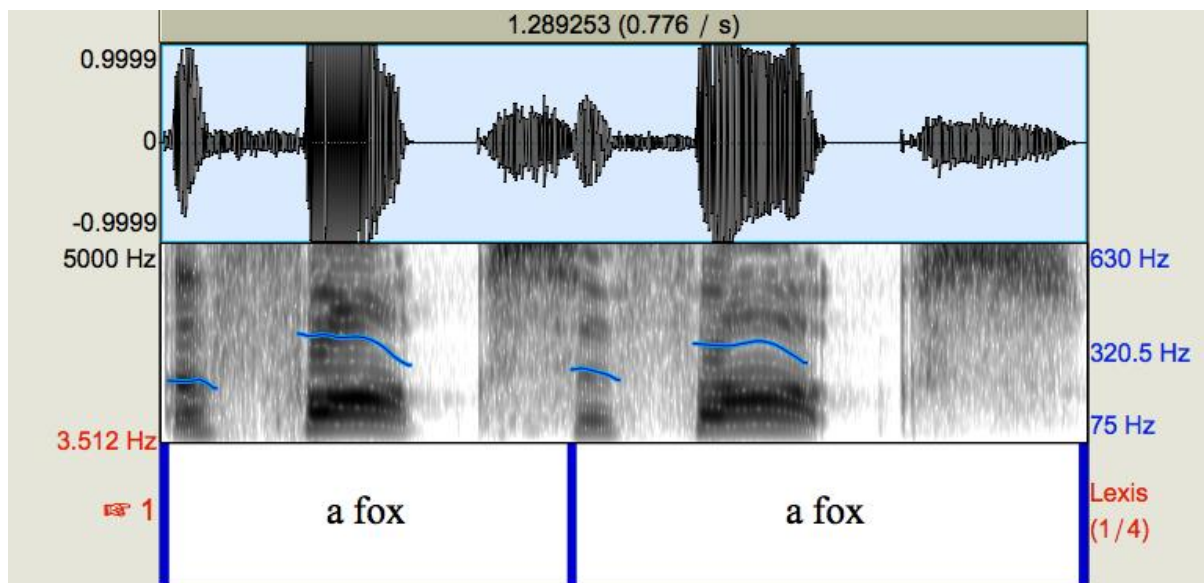 1.289253 (0.776 / s)
0.9999
0
-0.9999
5000 Hz
630 Hz
320.5 Hz
3.512 Hz
75 Hz
☞ 1
a fox
a fox
Lexis
(1/4)